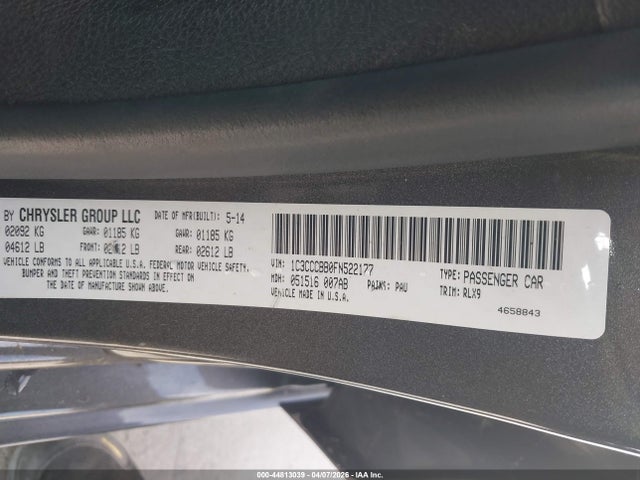 BY CHRYSLER GROUP LLC DATE OF MFR(BUILT): 5-14
02092 KG GAWR: 01185 KG GAWR: 01185 KG
04612 LB FRONT: 02612 LB REAR: 02612 LB
VEHICLE CONFORMS TO ALL APPLICABLE U.S.A. FEDERAL MOTOR VEHICLE SAFETY,
BUMPER AND THEFT PREVENTION STANDARDS IN EFFECT ON
THE DATE OF MANUFACTURE SHOWN ABOVE.
VIN: 1C3CCCBB0FN522177 TYPE: PASSENGER CAR
MDH: 051516 007AB PAINT: PAU TRIM: RLX9
VEHICLE MADE IN U.S.A. 4658843
000-44813039 04/07/2026 IAA Inc.